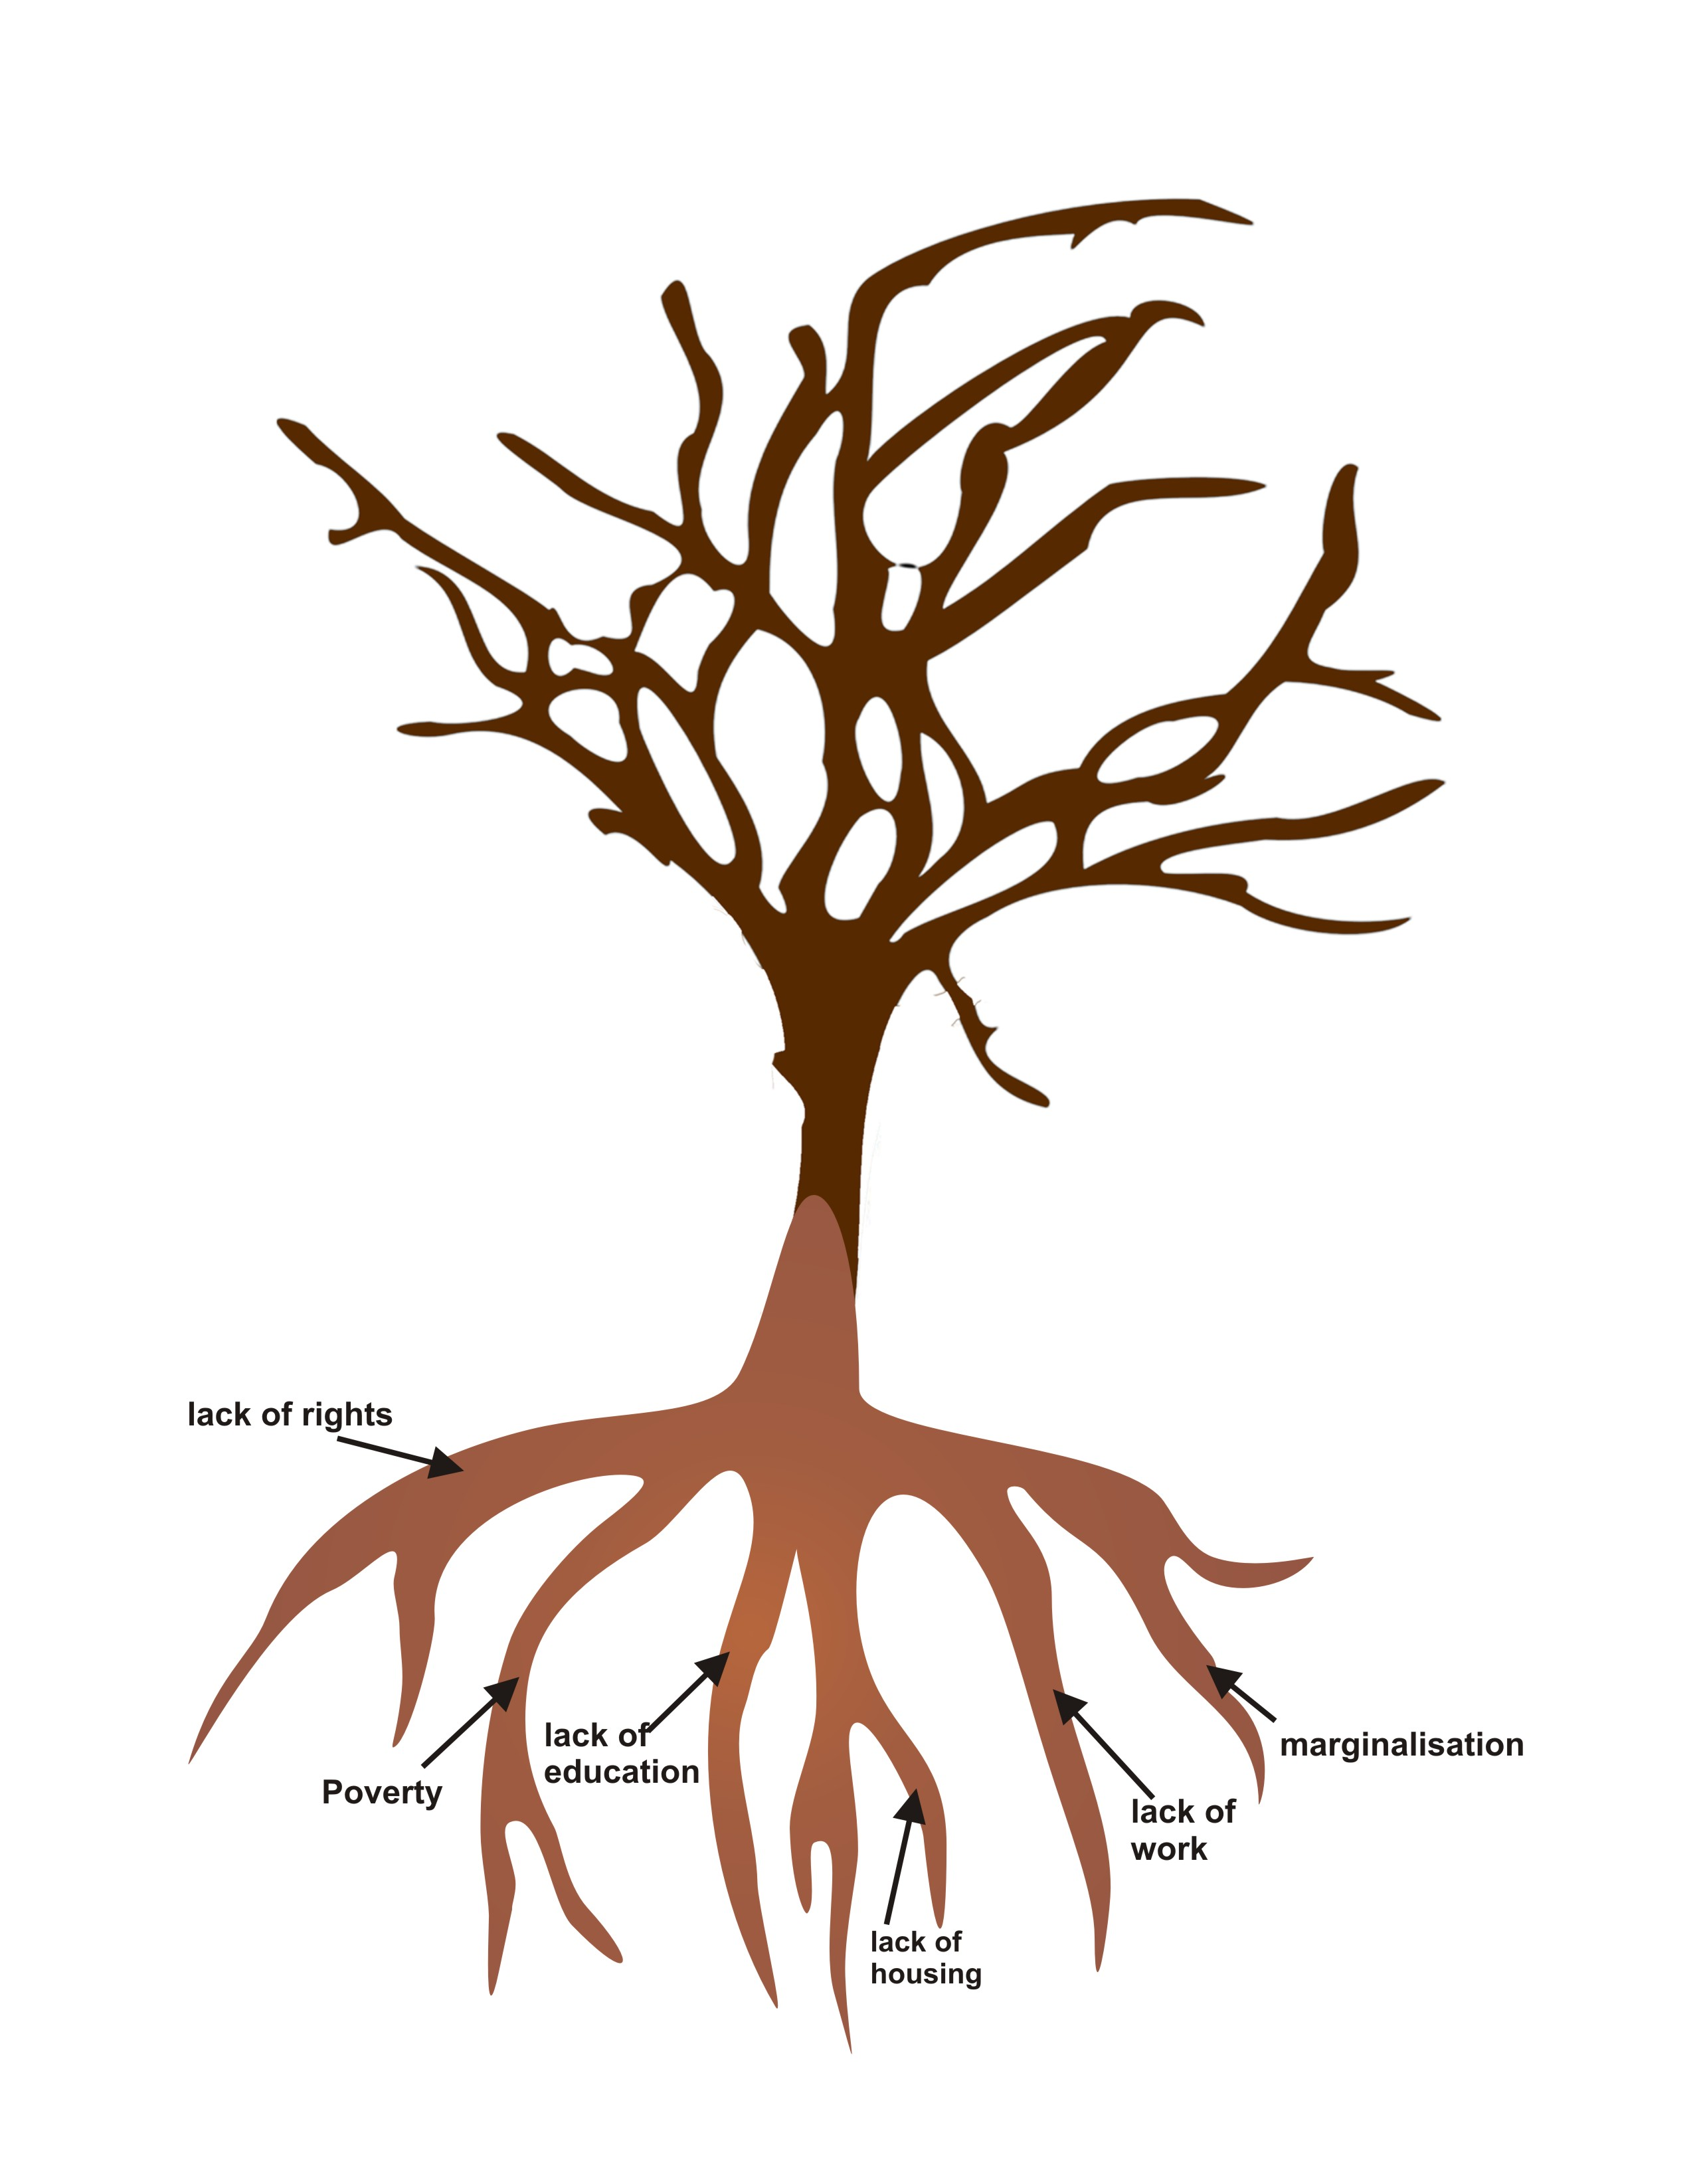 lack of rights
Poverty
lack of
education
lack of
housing
lack of
work
marginalisation